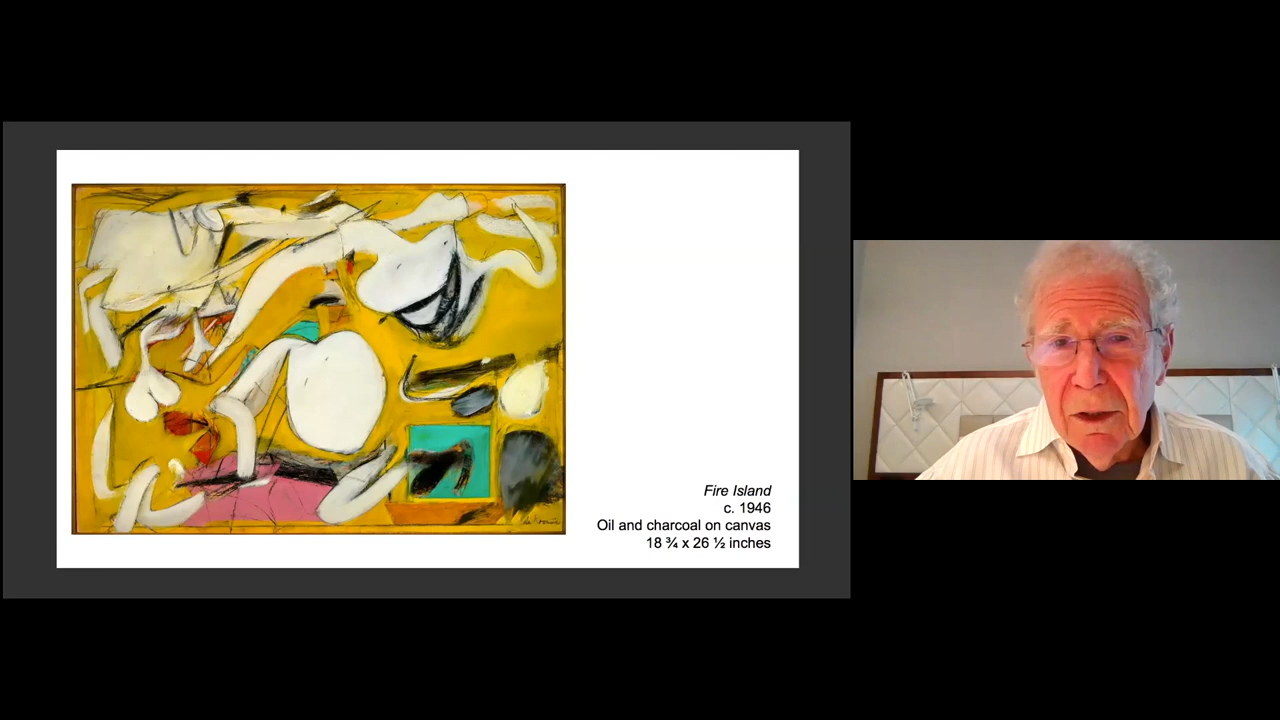 Fire Island
c. 1946
Oil and charcoal on canvas
18 ¾ x 26 ½ inches